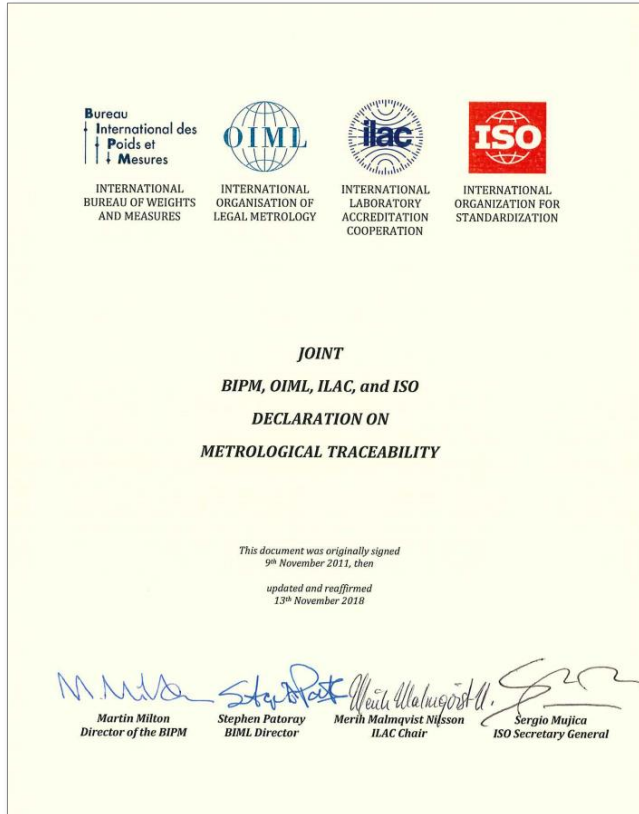 Bureau
International des
Poids et
Mesures
OIML
ilac
ISO
INTERNATIONAL
BUREAU OF WEIGHTS
AND MEASURES
INTERNATIONAL
ORGANISATION OF
LEGAL METROLOGY
INTERNATIONAL
LABORATORY
ACCREDITATION
COOPERATION
INTERNATIONAL
ORGANIZATION FOR
STANDARDIZATION
JOINT
BIPM, OIML, ILAC, and ISO
DECLARATION ON
METROLOGICAL TRACEABILITY
This document was originally signed
9th November 2011, then
updated and reaffirmed
13th November 2018
M. Milton
Martin Milton
Director of the BIPM
Stephen Patoray
BIML Director
Merih Malmqvist N.
Merih Malmqvist Nilsson
ILAC Chair
Sergio Mujica
ISO Secretary General